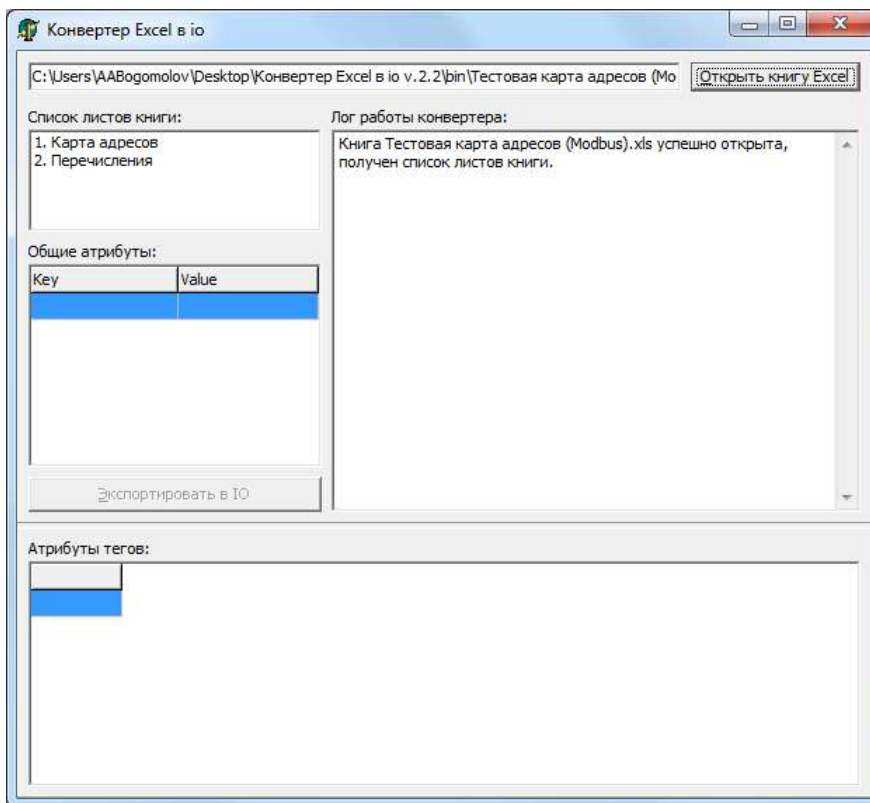 Конвертер Excel в io
C:\Users\AABogomolov\Desktop\Конвертер Excel в io v.2.2\bin\Тестовая карта адресов (Mo
Открыть книгу Excel
Список листов книги:
1. Карта адресов
2. Перечисления
Общие атрибуты:
Key Value
Экспортировать в IO
Лог работы конвертера:
Книга Тестовая карта адресов (Modbus).xls успешно открыта,
получен список листов книги.
Атрибуты тегов: